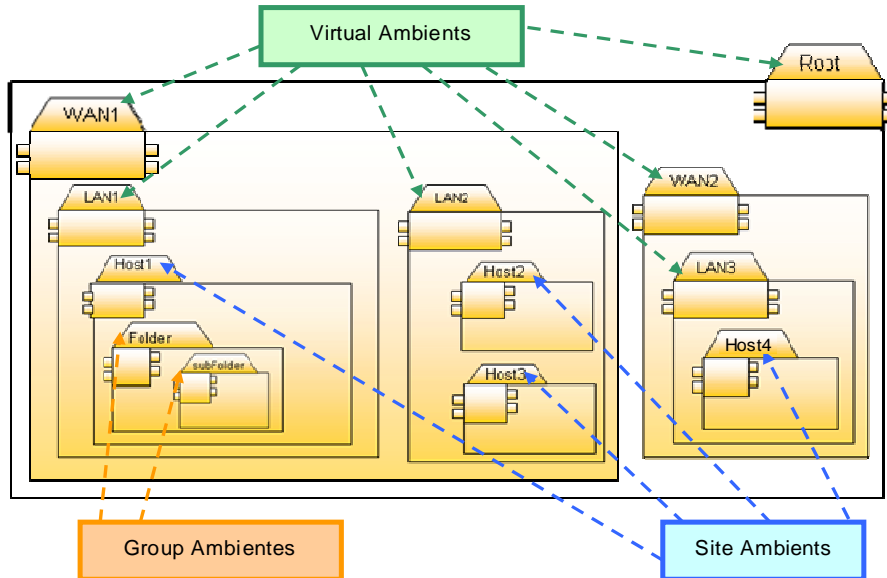 Virtual Ambients
Root
WAN1
LAN1
LAN2
WAN2
Host1
Host2
LAN3
Folder
subFolder
Host3
Host4
Group Ambientes
Site Ambients